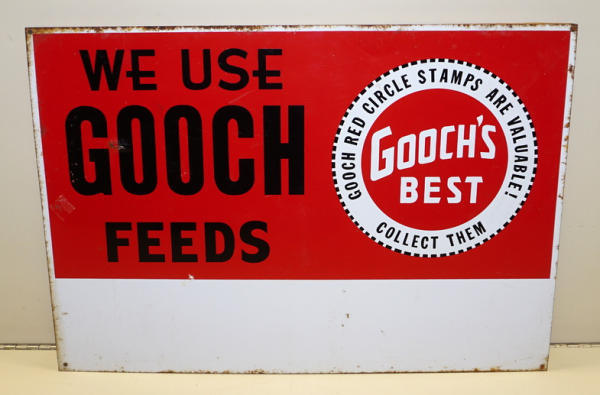 WE USE
GOOCH
FEEDS
GOOCH RED CIRCLE STAMPS ARE VALUABLE!
GOOCH'S
BEST
COLLECT THEM